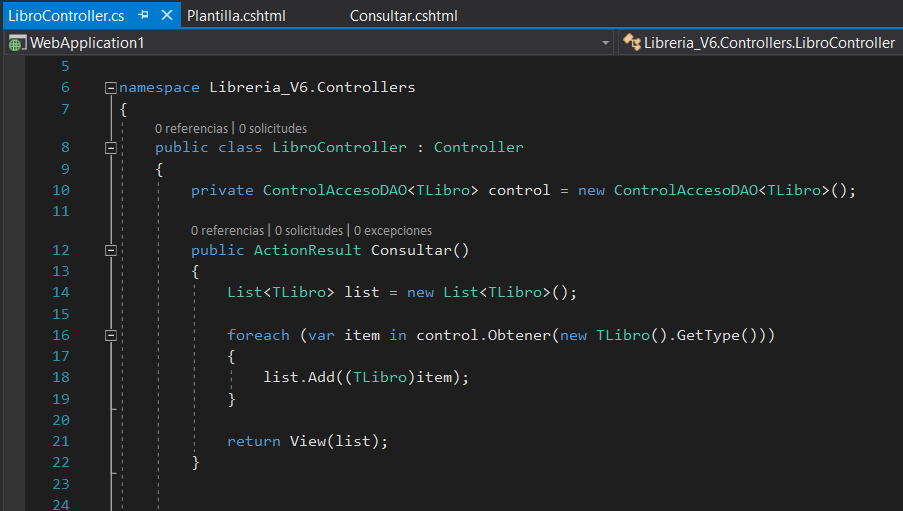 LibroController.cs Plantilla.cshtml Consultar.cshtml
WebApplication1 Libreria_V6.Controllers.LibroController
5
6 namespace Libreria_V6.Controllers
7 {
0 referencias | 0 solicitudes
8 public class LibroController : Controller
9 {
10 private ControlAccesoDAO<TLibro> control = new ControlAccesoDAO<TLibro>();
11
0 referencias | 0 solicitudes | 0 excepciones
12 public ActionResult Consultar()
13 {
14 List<TLibro> list = new List<TLibro>();
15
16 foreach (var item in control.Obtener(new TLibro().GetType()))
17 {
18 list.Add((TLibro)item);
19 }
20
21 return View(list);
22 }
23
24